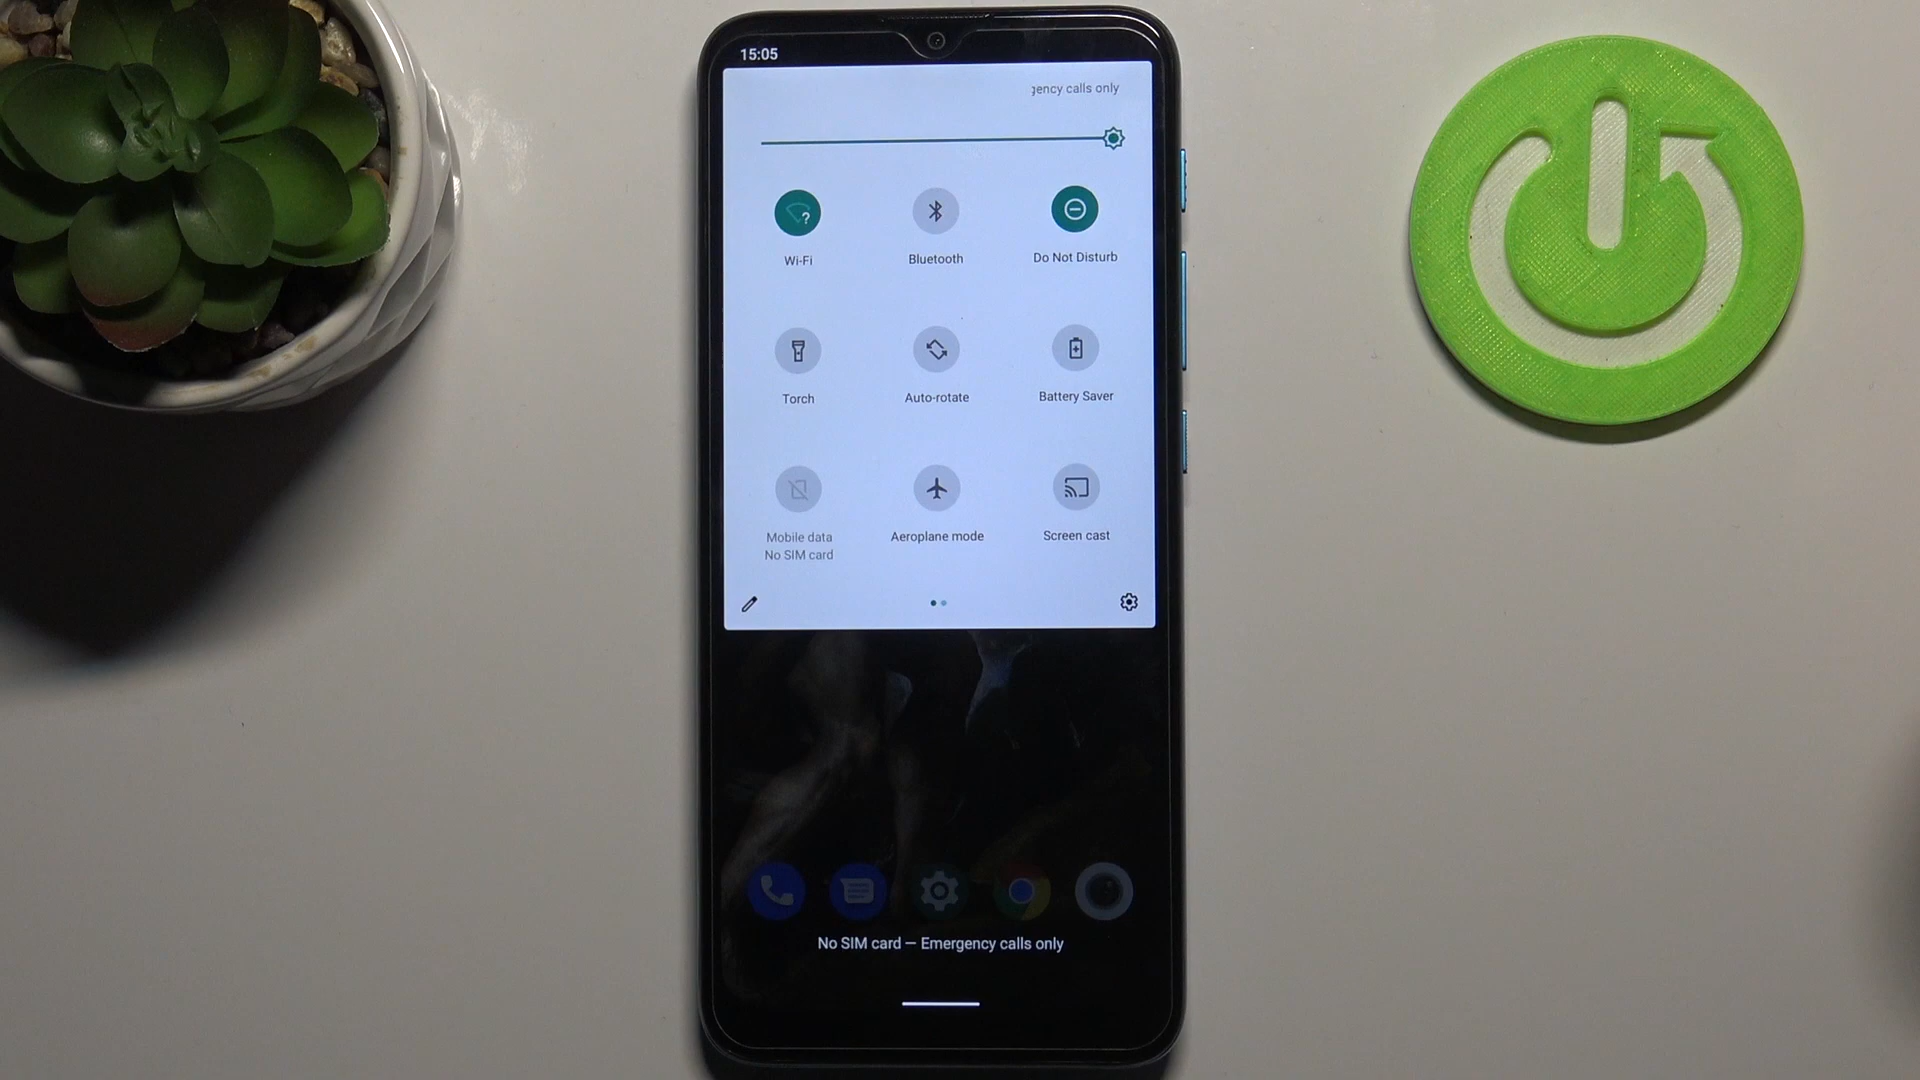 15:05
gency calls only
Wi-Fi
Bluetooth
Do Not Disturb
Torch
Auto-rotate
Battery Saver
Mobile data
No SIM card
Aeroplane mode
Screen cast
No SIM card — Emergency calls only